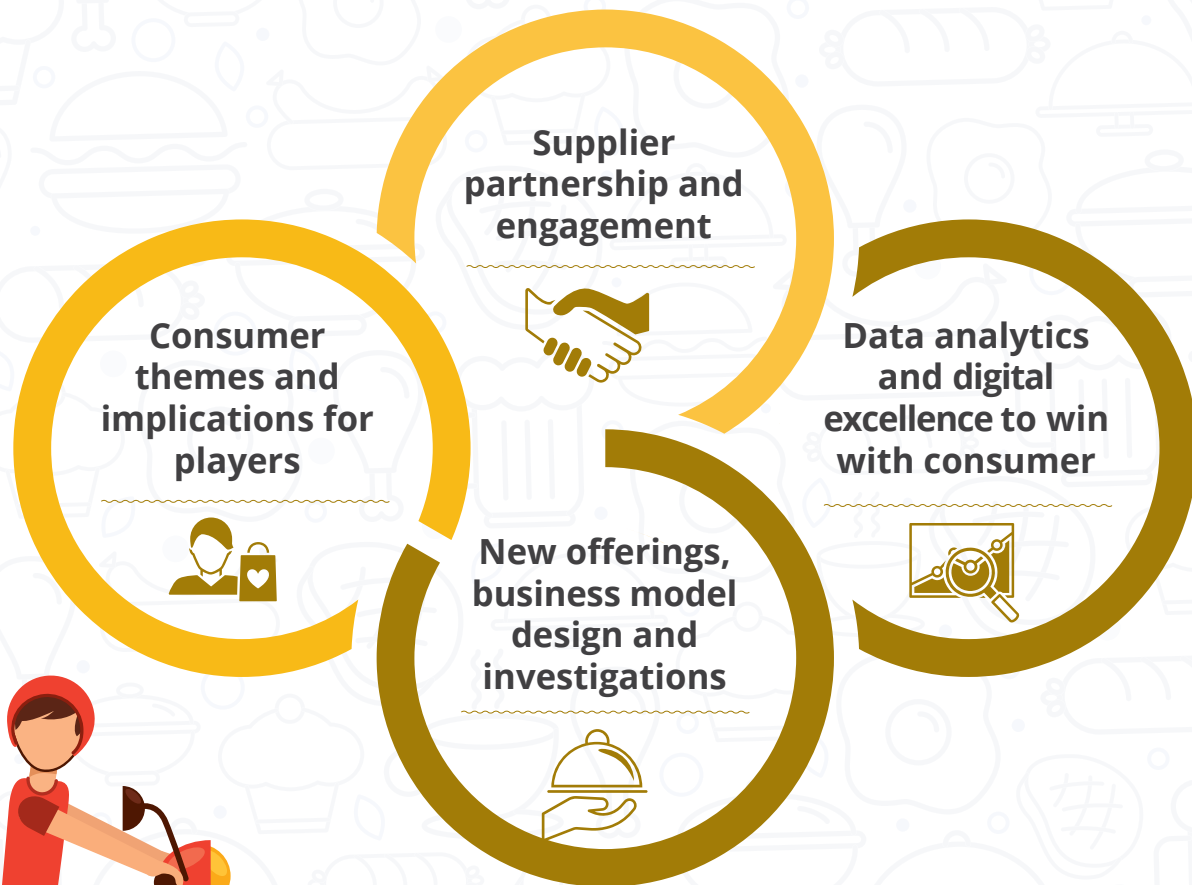 Supplier
partnership and
engagement
Consumer
themes and
implications for
players
Data analytics
and digital
excellence to win
with consumer
New offerings,
business model
design and
investigations